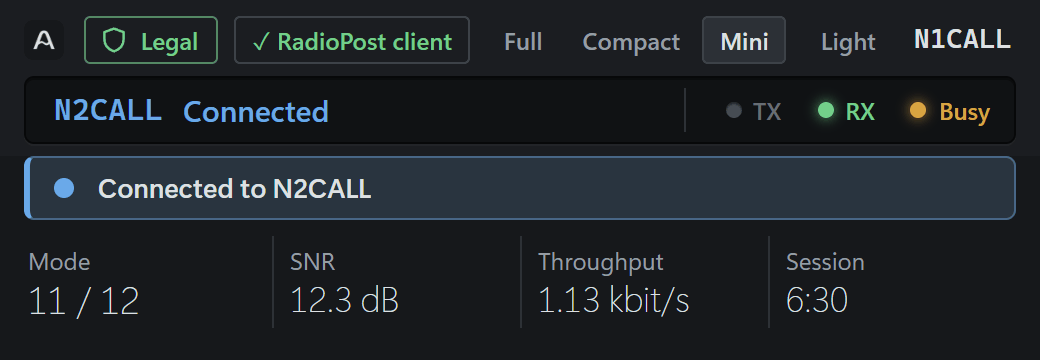 A Legal ✓ RadioPost client Full Compact Mini Light N1CALL
N2CALL Connected TX RX Busy
Connected to N2CALL
Mode SNR Throughput Session
11 / 12 12.3 dB 1.13 kbit/s 6:30